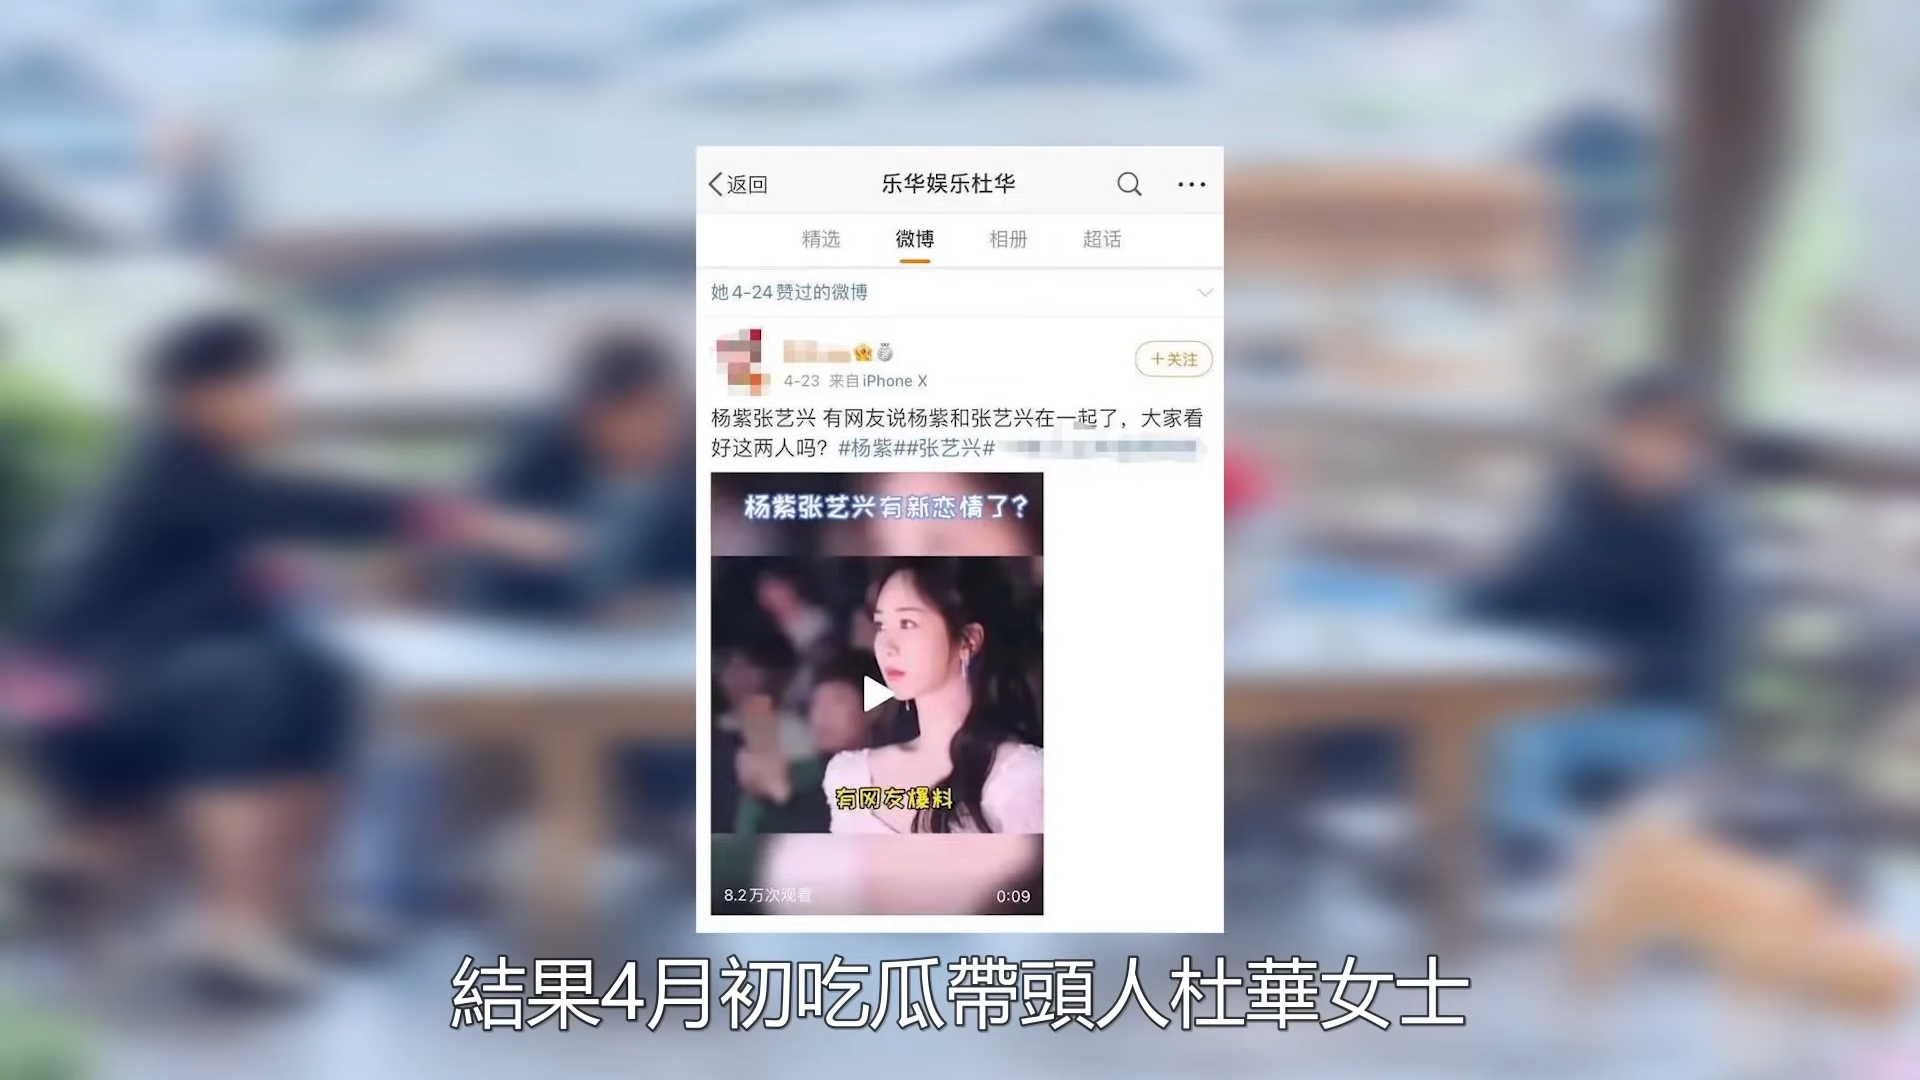 返回
乐华娱乐杜华
精选 微博 相册 超话
她4-24赞过的微博
+关注
4-23 来自iPhone X
杨紫张艺兴 有网友说杨紫和张艺兴在一起了，大家看
好这两人吗？#杨紫##张艺兴#
杨紫张艺兴有新恋情了？
有网友爆料
8.2万次观看 0:09
結果4月初吃瓜帶頭人杜華女士